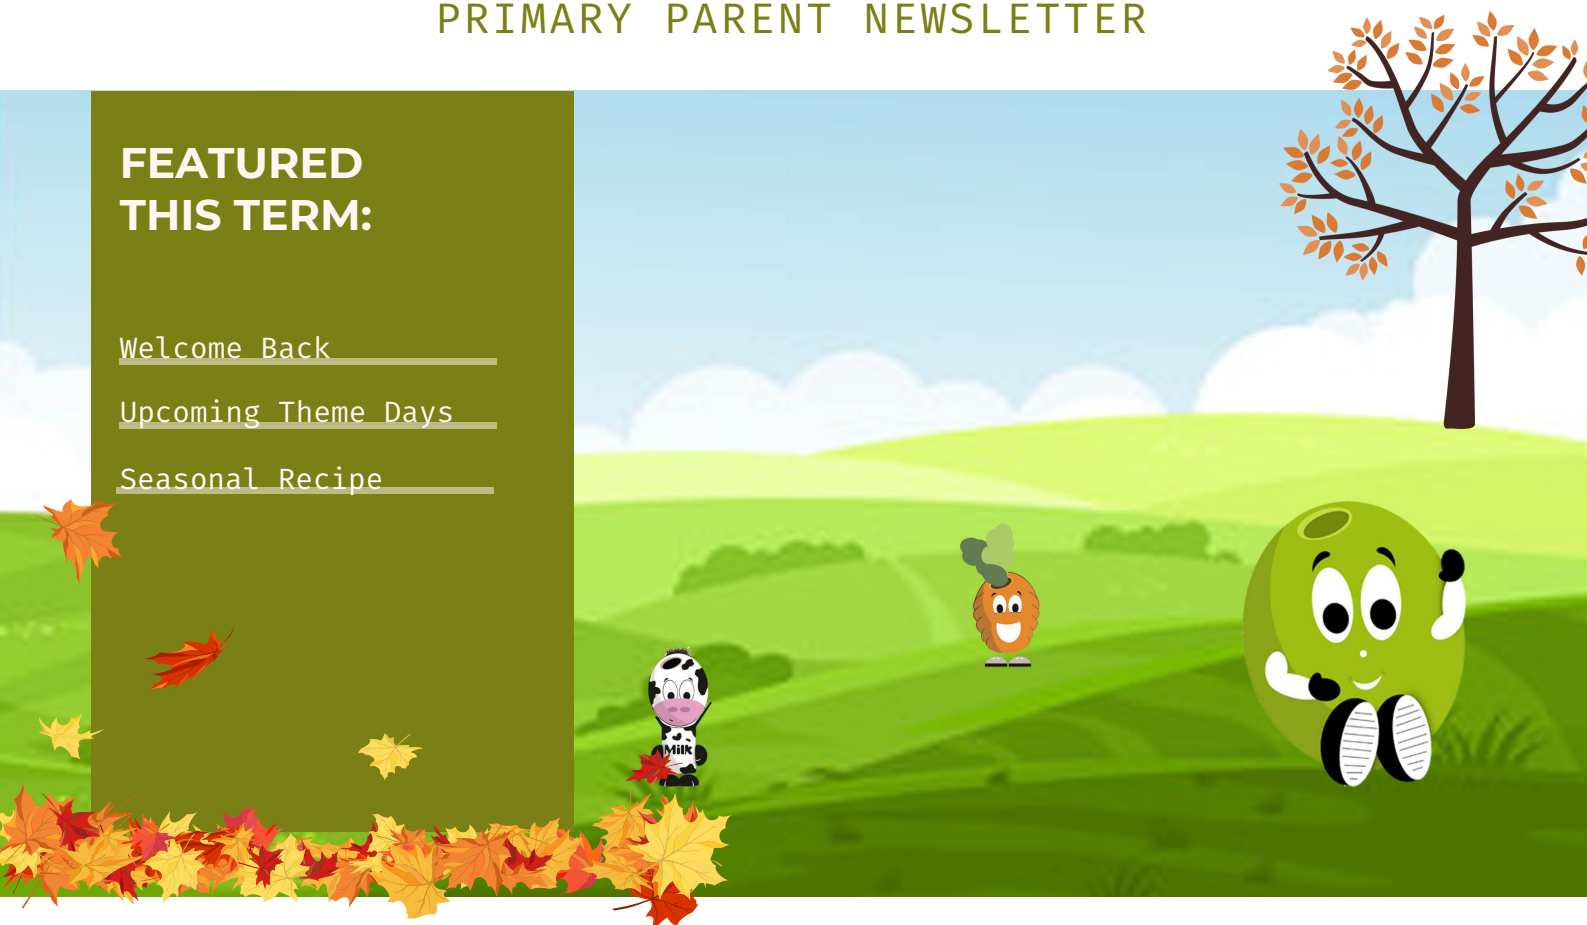 PRIMARY PARENT NEWSLETTER
FEATURED
THIS TERM:
Welcome Back
Upcoming Theme Days
Seasonal Recipe
Milk